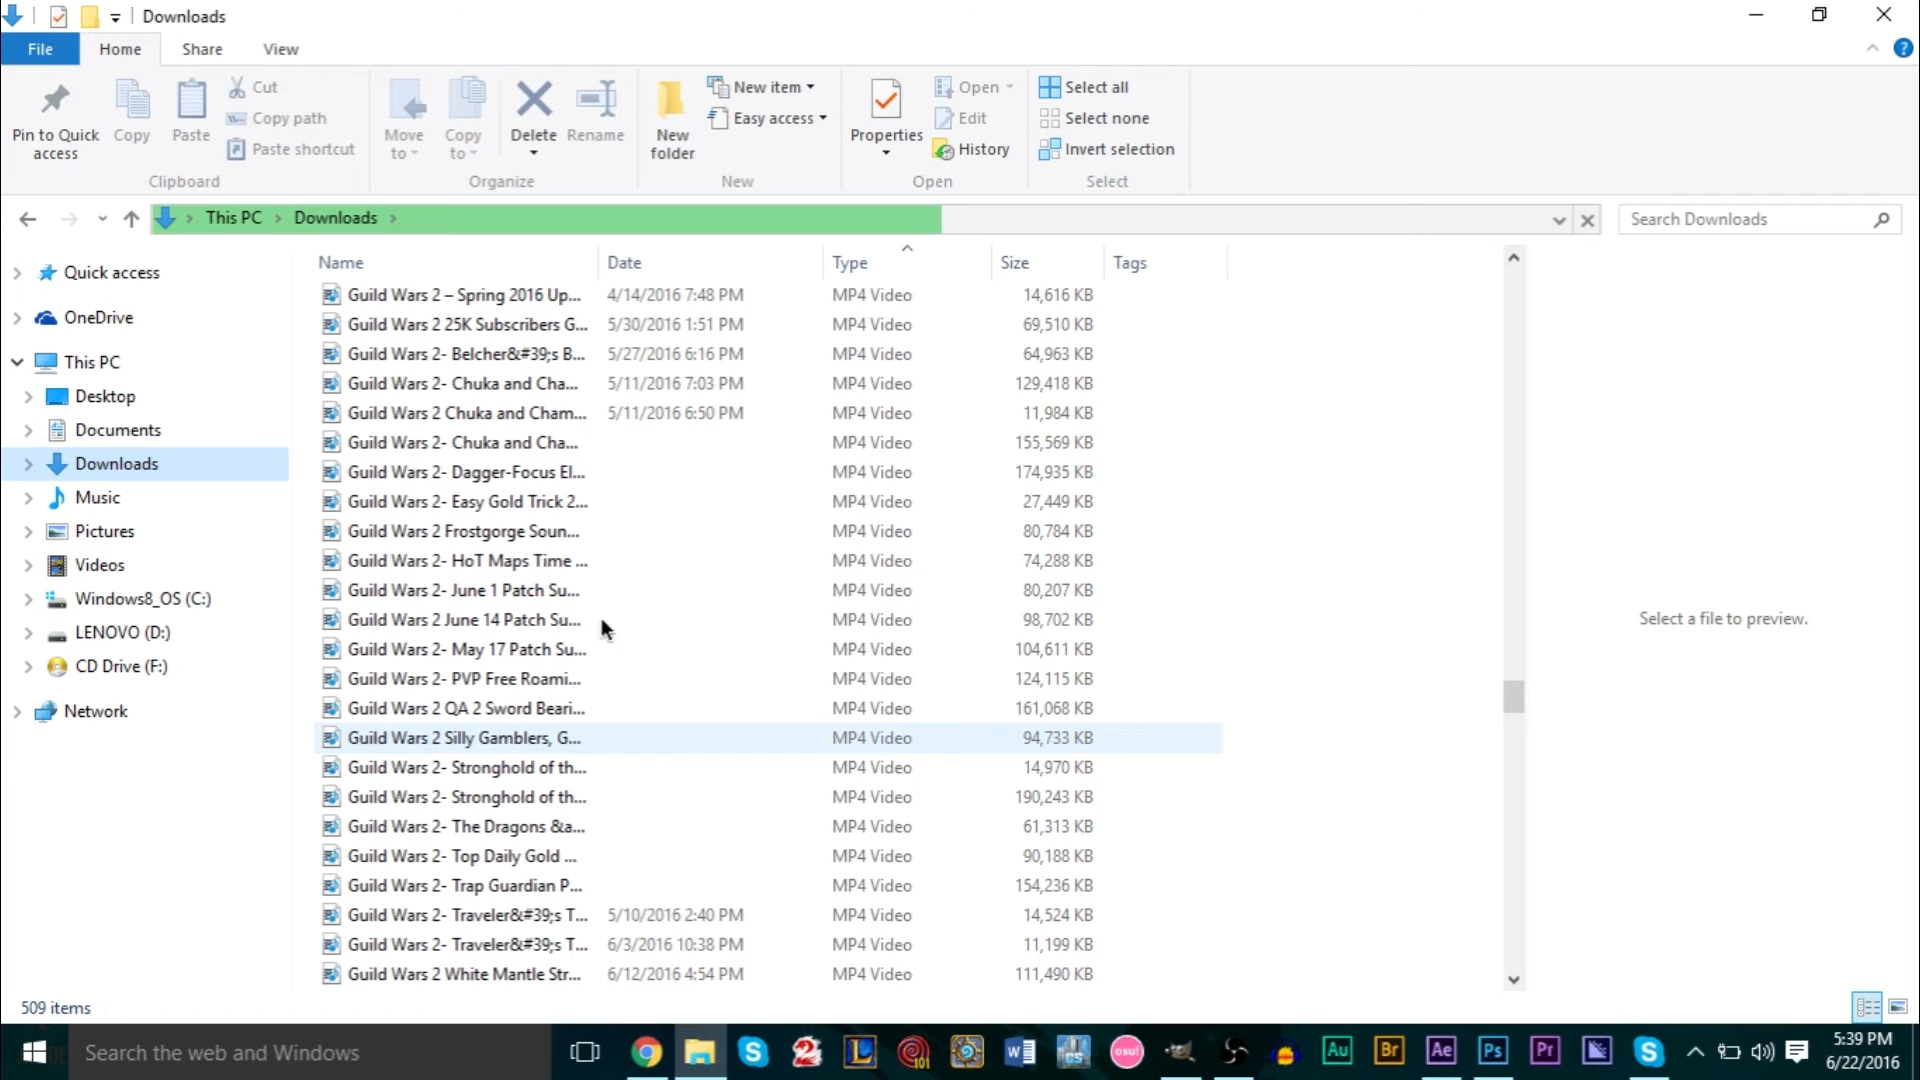 Downloads
File Home Share View
Pin to Quick access
Copy
Paste
Cut
Copy path
Paste shortcut
Clipboard
Move to
Copy to
Delete
Rename
Organize
New folder
New item
Easy access
New
Properties
Open
Edit
History
Open
Select all
Select none
Invert selection
Select
This PC Downloads
Search Downloads
Quick access
OneDrive
This PC
Desktop
Documents
Downloads
Music
Pictures
Videos
Windows8_OS (C:)
LENOVO (D:)
CD Drive (F:)
Network
Name Date Type Size Tags
Guild Wars 2 – Spring 2016 Up... 4/14/2016 7:48 PM MP4 Video 14,616 KB
Guild Wars 2 25K Subscribers G... 5/30/2016 1:51 PM MP4 Video 69,510 KB
Guild Wars 2- Belcher&#39;s B... 5/27/2016 6:16 PM MP4 Video 64,963 KB
Guild Wars 2- Chuka and Cha... 5/11/2016 7:03 PM MP4 Video 129,418 KB
Guild Wars 2 Chuka and Cham... 5/11/2016 6:50 PM MP4 Video 11,984 KB
Guild Wars 2- Chuka and Cha... MP4 Video 155,569 KB
Guild Wars 2- Dagger-Focus El... MP4 Video 174,935 KB
Guild Wars 2- Easy Gold Trick 2... MP4 Video 27,449 KB
Guild Wars 2 Frostgorge Soun... MP4 Video 80,784 KB
Guild Wars 2- HoT Maps Time ... MP4 Video 74,288 KB
Guild Wars 2- June 1 Patch Su... MP4 Video 80,207 KB
Guild Wars 2 June 14 Patch Su... MP4 Video 98,702 KB
Guild Wars 2- May 17 Patch Su... MP4 Video 104,611 KB
Guild Wars 2- PVP Free Roami... MP4 Video 124,115 KB
Guild Wars 2 QA 2 Sword Beari... MP4 Video 161,068 KB
Guild Wars 2 Silly Gamblers, G... MP4 Video 94,733 KB
Guild Wars 2- Stronghold of th... MP4 Video 14,970 KB
Guild Wars 2- Stronghold of th... MP4 Video 190,243 KB
Guild Wars 2- The Dragons &a... MP4 Video 61,313 KB
Guild Wars 2- Top Daily Gold ... MP4 Video 90,188 KB
Guild Wars 2- Trap Guardian P... MP4 Video 154,236 KB
Guild Wars 2- Traveler&#39;s T... 5/10/2016 2:40 PM MP4 Video 14,524 KB
Guild Wars 2- Traveler&#39;s T... 6/3/2016 10:38 PM MP4 Video 11,199 KB
Guild Wars 2 White Mantle Str... 6/12/2016 4:54 PM MP4 Video 111,490 KB
Select a file to preview.
509 items
Search the web and Windows
osu!
Au Br Ae Ps Pr
5:39 PM
6/22/2016